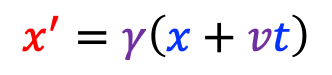 x′ = γ(x + vt)